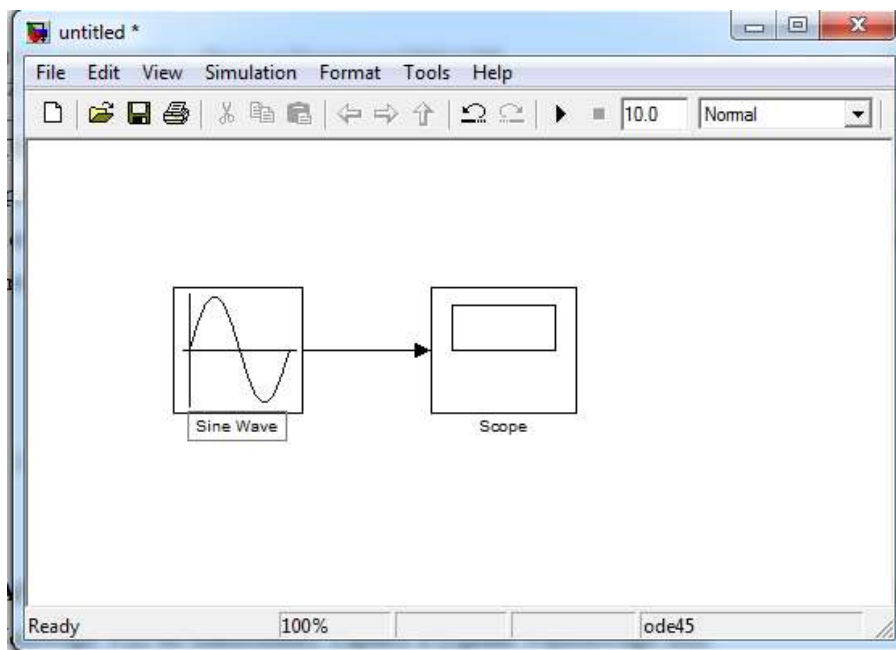 untitled *
File Edit View Simulation Format Tools Help
10.0 Normal
Sine Wave Scope
Ready 100% ode45